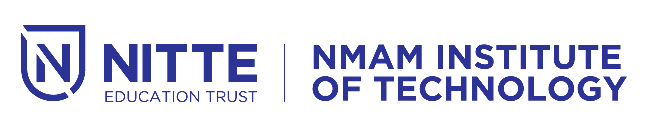 N NITTE
EDUCATION TRUST
NMAM INSTITUTE
OF TECHNOLOGY